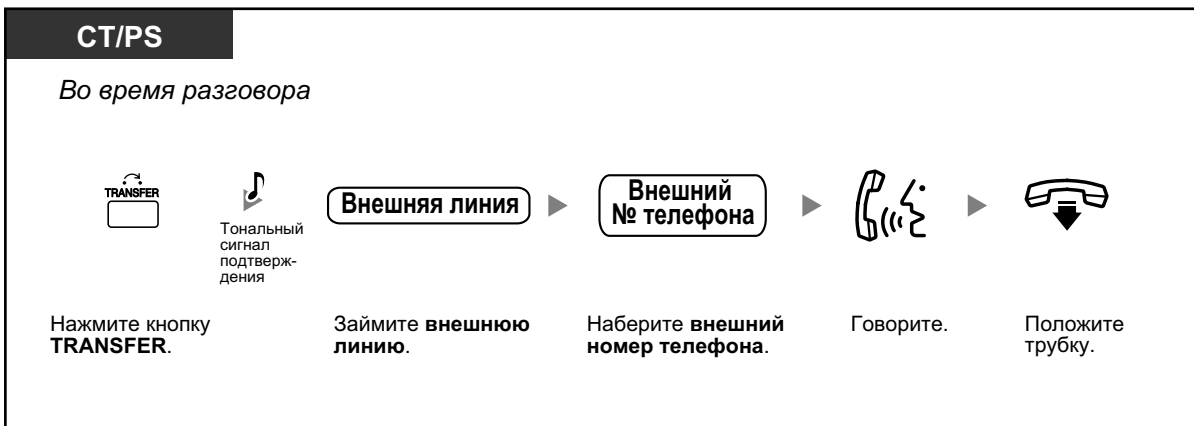 CT/PS
Во время разговора
TRANSFER
Тональный
сигнал
подтверж-
дения
Внешняя линия
Внешний
№ телефона
Нажмите кнопку
TRANSFER.
Займите внешнюю
линию.
Наберите внешний
номер телефона.
Говорите.
Положите
трубку.